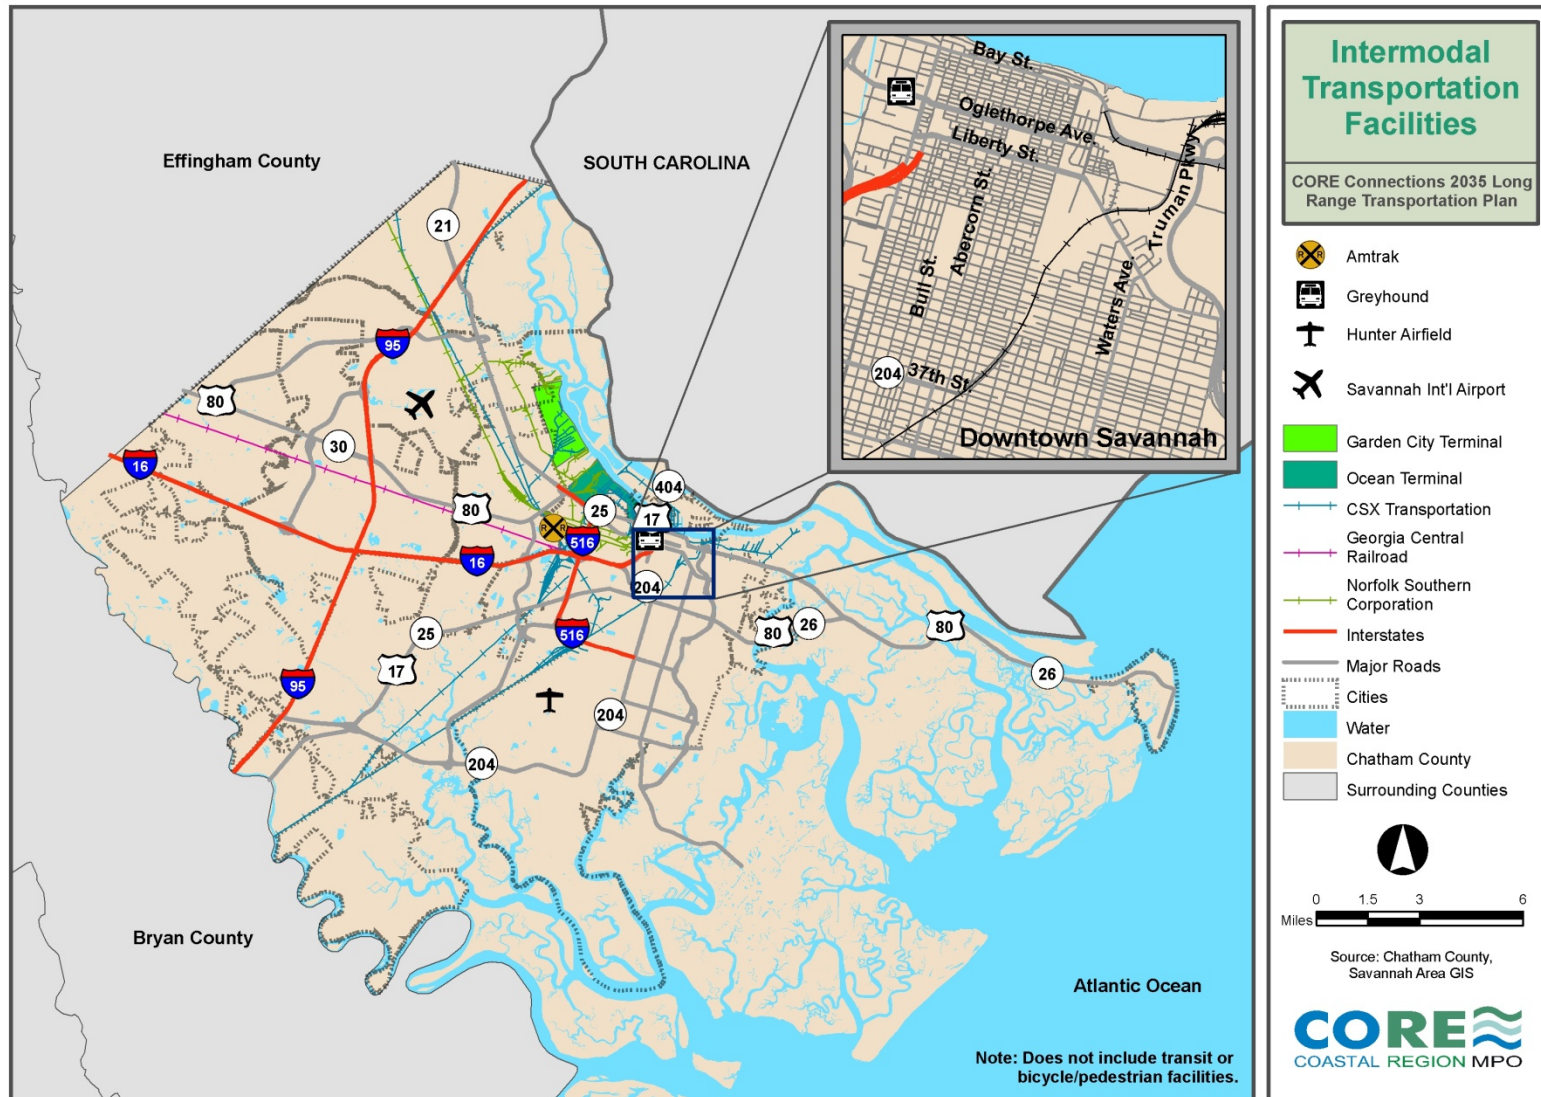 Effingham County
SOUTH CAROLINA
21
95
80
30
16
80
404
25
17
R R
516
16
204
25
17
516
80
26
80
26
95
204
204
Bryan County
Atlantic Ocean
Note: Does not include transit or
bicycle/pedestrian facilities.
Bay St.
Oglethorpe Ave.
Liberty St.
Abercorn St.
Bull St.
Truman Pkwy
Waters Ave.
204
37th St.
Downtown Savannah
Intermodal
Transportation
Facilities
CORE Connections 2035 Long
Range Transportation Plan
R R
Amtrak
Greyhound
Hunter Airfield
Savannah Int'l Airport
Garden City Terminal
Ocean Terminal
CSX Transportation
Georgia Central
Railroad
Norfolk Southern
Corporation
Interstates
Major Roads
Cities
Water
Chatham County
Surrounding Counties
0 1.5 3 6
Miles
Source: Chatham County,
Savannah Area GIS
CORE
COASTAL REGION MPO